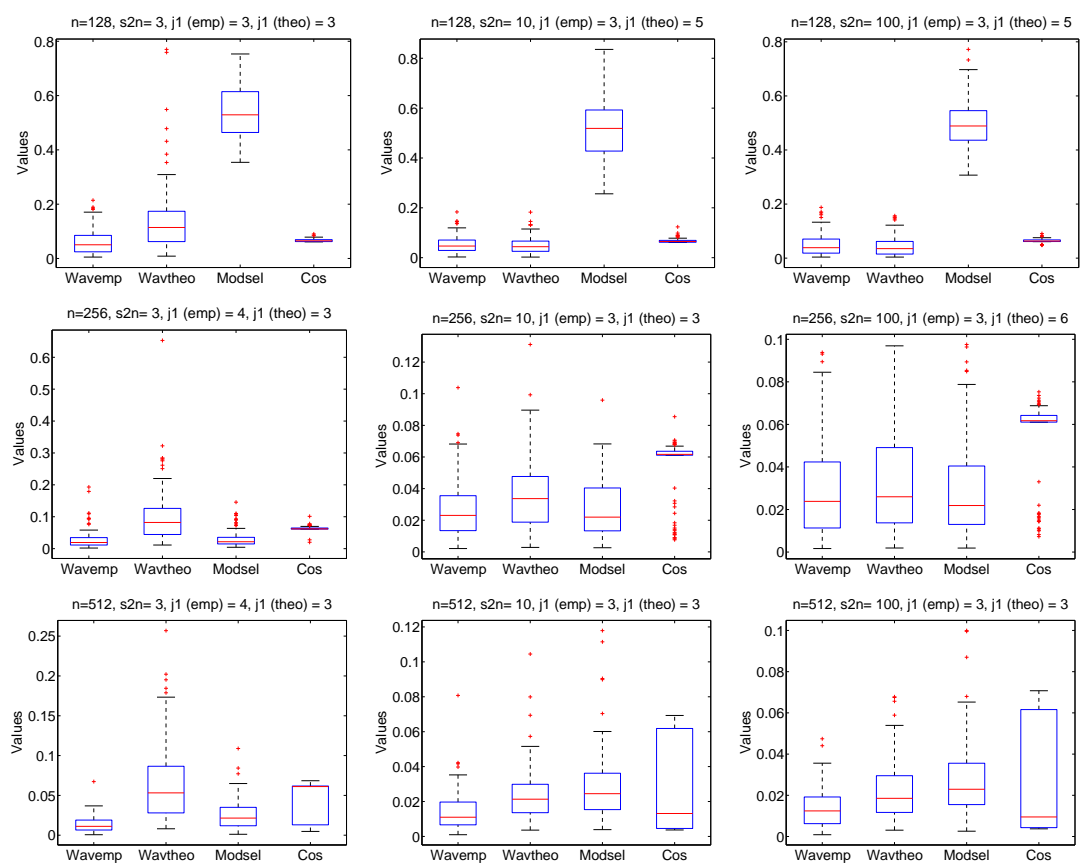 n=128, s2n= 3, j1 (emp) = 3, j1 (theo) = 3
0.8
0.6
0.4
0.2
0
Values
Wavemp Wavtheo Modsel Cos
n=128, s2n= 10, j1 (emp) = 3, j1 (theo) = 5
0.8
0.6
0.4
0.2
0
Values
Wavemp Wavtheo Modsel Cos
n=128, s2n= 100, j1 (emp) = 3, j1 (theo) = 5
0.8
0.6
0.4
0.2
0
Values
Wavemp Wavtheo Modsel Cos
n=256, s2n= 3, j1 (emp) = 4, j1 (theo) = 3
0.6
0.5
0.4
0.3
0.2
0.1
0
Values
Wavemp Wavtheo Modsel Cos
n=256, s2n= 10, j1 (emp) = 3, j1 (theo) = 3
0.12
0.1
0.08
0.06
0.04
0.02
0
Values
Wavemp Wavtheo Modsel Cos
n=256, s2n= 100, j1 (emp) = 3, j1 (theo) = 6
0.1
0.08
0.06
0.04
0.02
0
Values
Wavemp Wavtheo Modsel Cos
n=512, s2n= 3, j1 (emp) = 4, j1 (theo) = 3
0.25
0.2
0.15
0.1
0.05
0
Values
Wavemp Wavtheo Modsel Cos
n=512, s2n= 10, j1 (emp) = 3, j1 (theo) = 3
0.12
0.1
0.08
0.06
0.04
0.02
0
Values
Wavemp Wavtheo Modsel Cos
n=512, s2n= 100, j1 (emp) = 3, j1 (theo) = 3
0.1
0.08
0.06
0.04
0.02
0
Values
Wavemp Wavtheo Modsel Cos